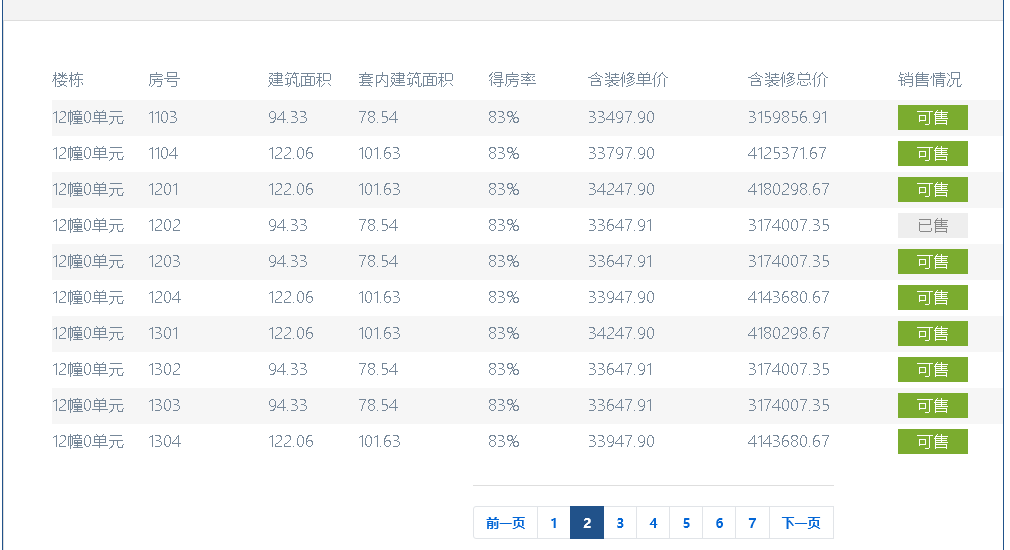 楼栋 房号 建筑面积 套内建筑面积 得房率 含装修单价 含装修总价 销售情况
12幢0单元 1103 94.33 78.54 83% 33497.90 3159856.91 可售
12幢0单元 1104 122.06 101.63 83% 33797.90 4125371.67 可售
12幢0单元 1201 122.06 101.63 83% 34247.90 4180298.67 可售
12幢0单元 1202 94.33 78.54 83% 33647.91 3174007.35 已售
12幢0单元 1203 94.33 78.54 83% 33647.91 3174007.35 可售
12幢0单元 1204 122.06 101.63 83% 33947.90 4143680.67 可售
12幢0单元 1301 122.06 101.63 83% 34247.90 4180298.67 可售
12幢0单元 1302 94.33 78.54 83% 33647.91 3174007.35 可售
12幢0单元 1303 94.33 78.54 83% 33647.91 3174007.35 可售
12幢0单元 1304 122.06 101.63 83% 33947.90 4143680.67 可售
前一页 1 2 3 4 5 6 7 下一页